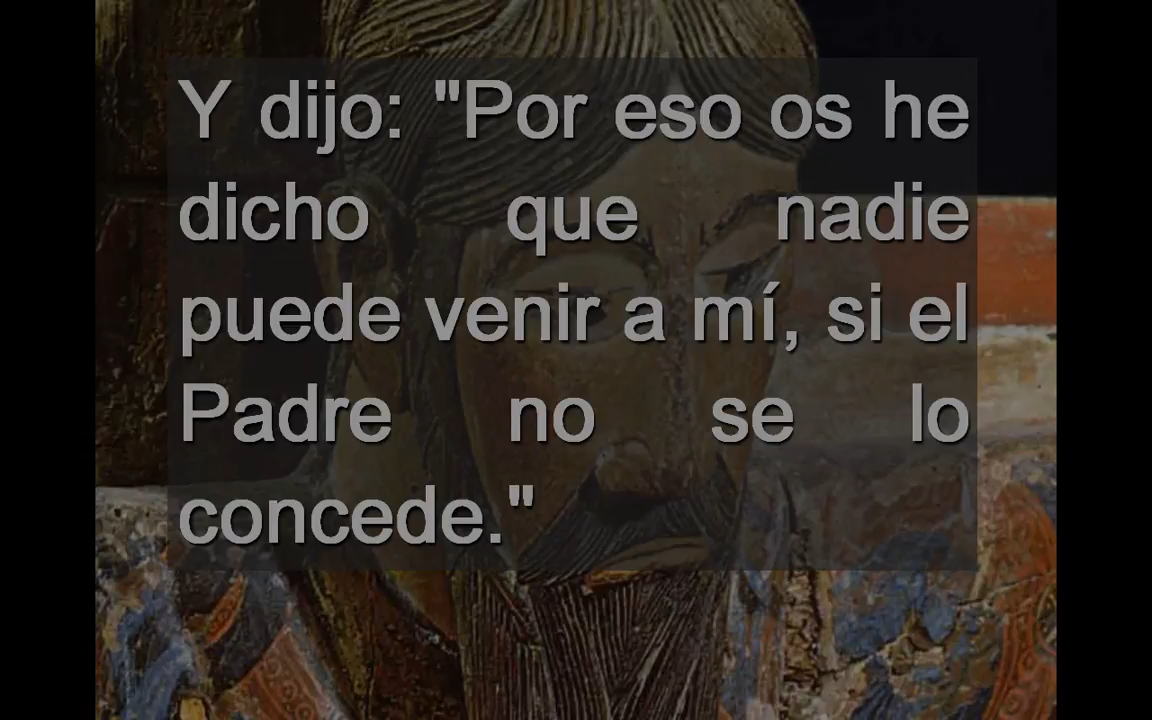 Y dijo: "Por eso os he
dicho que nadie
puede venir a mí, si el
Padre no se lo
concede."